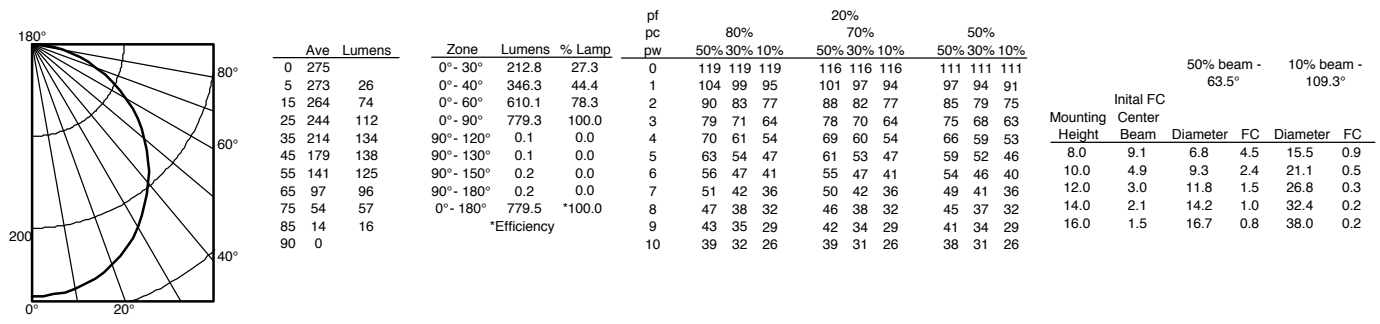 180°
80°
60°
200
40°
0° 20°
Ave Lumens
0 275
5 273 26
15 264 74
25 244 112
35 214 134
45 179 138
55 141 125
65 97 96
75 54 57
85 14 16
90 0
Zone Lumens % Lamp
0°- 30° 212.8 27.3
0°- 40° 346.3 44.4
0°- 60° 610.1 78.3
0°- 90° 779.3 100.0
90°- 120° 0.1 0.0
90°- 130° 0.1 0.0
90°- 150° 0.2 0.0
90°- 180° 0.2 0.0
0°- 180° 779.5 *100.0
*Efficiency
pf 20%
pc 80% 70% 50%
pw 50% 30% 10% 50% 30% 10% 50% 30% 10%
0 119 119 119 116 116 116 111 111 111
1 104 99 95 101 97 94 97 94 91
2 90 83 77 88 82 77 85 79 75
3 79 71 64 78 70 64 75 68 63
4 70 61 54 69 60 54 66 59 53
5 63 54 47 61 53 47 59 52 46
6 56 47 41 55 47 41 54 46 40
7 51 42 36 50 42 36 49 41 36
8 47 38 32 46 38 32 45 37 32
9 43 35 29 42 34 29 41 34 29
10 39 32 26 39 31 26 38 31 26
50% beam - 10% beam -
63.5° 109.3°
Inital FC
Mounting Center
Height Beam Diameter FC Diameter FC
8.0 9.1 6.8 4.5 15.5 0.9
10.0 4.9 9.3 2.4 21.1 0.5
12.0 3.0 11.8 1.5 26.8 0.3
14.0 2.1 14.2 1.0 32.4 0.2
16.0 1.5 16.7 0.8 38.0 0.2